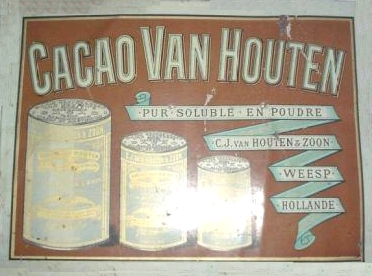 CACAO VAN HOUTEN
PUR·SOLUBLE·EN POUDRE
C.J. VAN HOUTEN & ZOON
WEESP
HOLLANDE